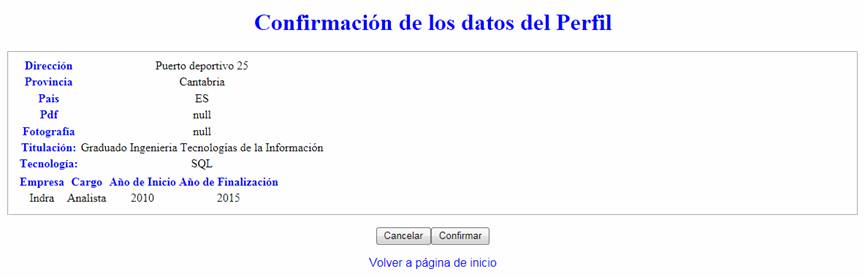 Confirmación de los datos del Perfil
Dirección Puerto deportivo 25
Provincia Cantabria
Pais ES
Pdf null
Fotografía null
Titulación: Graduado Ingenieria Tecnologías de la Información
Tecnología: SQL
Empresa Cargo Año de Inicio Año de Finalización
Indra Analista 2010 2015
Cancelar Confirmar
Volver a página de inicio